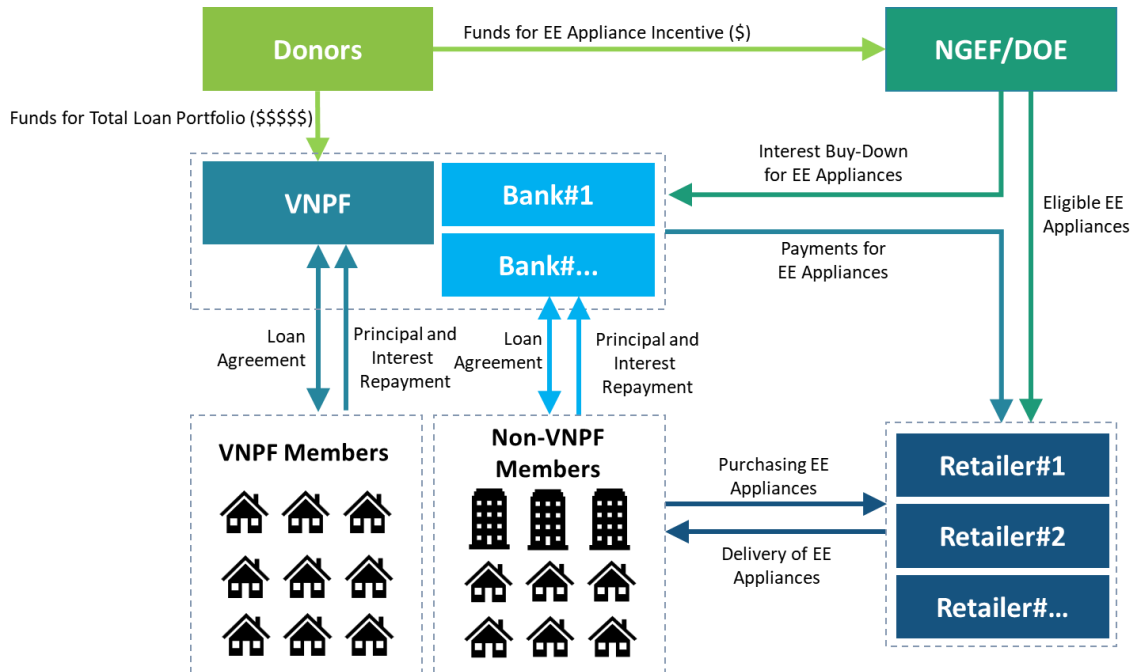 Donors
Funds for EE Appliance Incentive ($)
NGEF/DOE
Funds for Total Loan Portfolio ($$$$$)
VNPF
Bank#1
Bank#...
Interest Buy-Down
for EE Appliances
Eligible EE
Appliances
Payments for
EE Appliances
Loan
Agreement
Principal and
Interest
Repayment
Loan
Agreement
Principal and
Interest
Repayment
VNPF Members
Non-VNPF
Members
Purchasing EE
Appliances
Delivery of EE
Appliances
Retailer#1
Retailer#2
Retailer#...